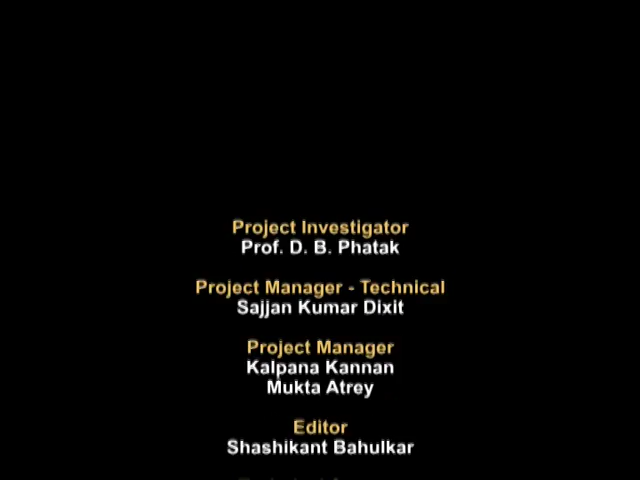 Project Investigator
Prof. D. B. Phatak
Project Manager - Technical
Sajjan Kumar Dixit
Project Manager
Kalpana Kannan
Mukta Atrey
Editor
Shashikant Bahulkar